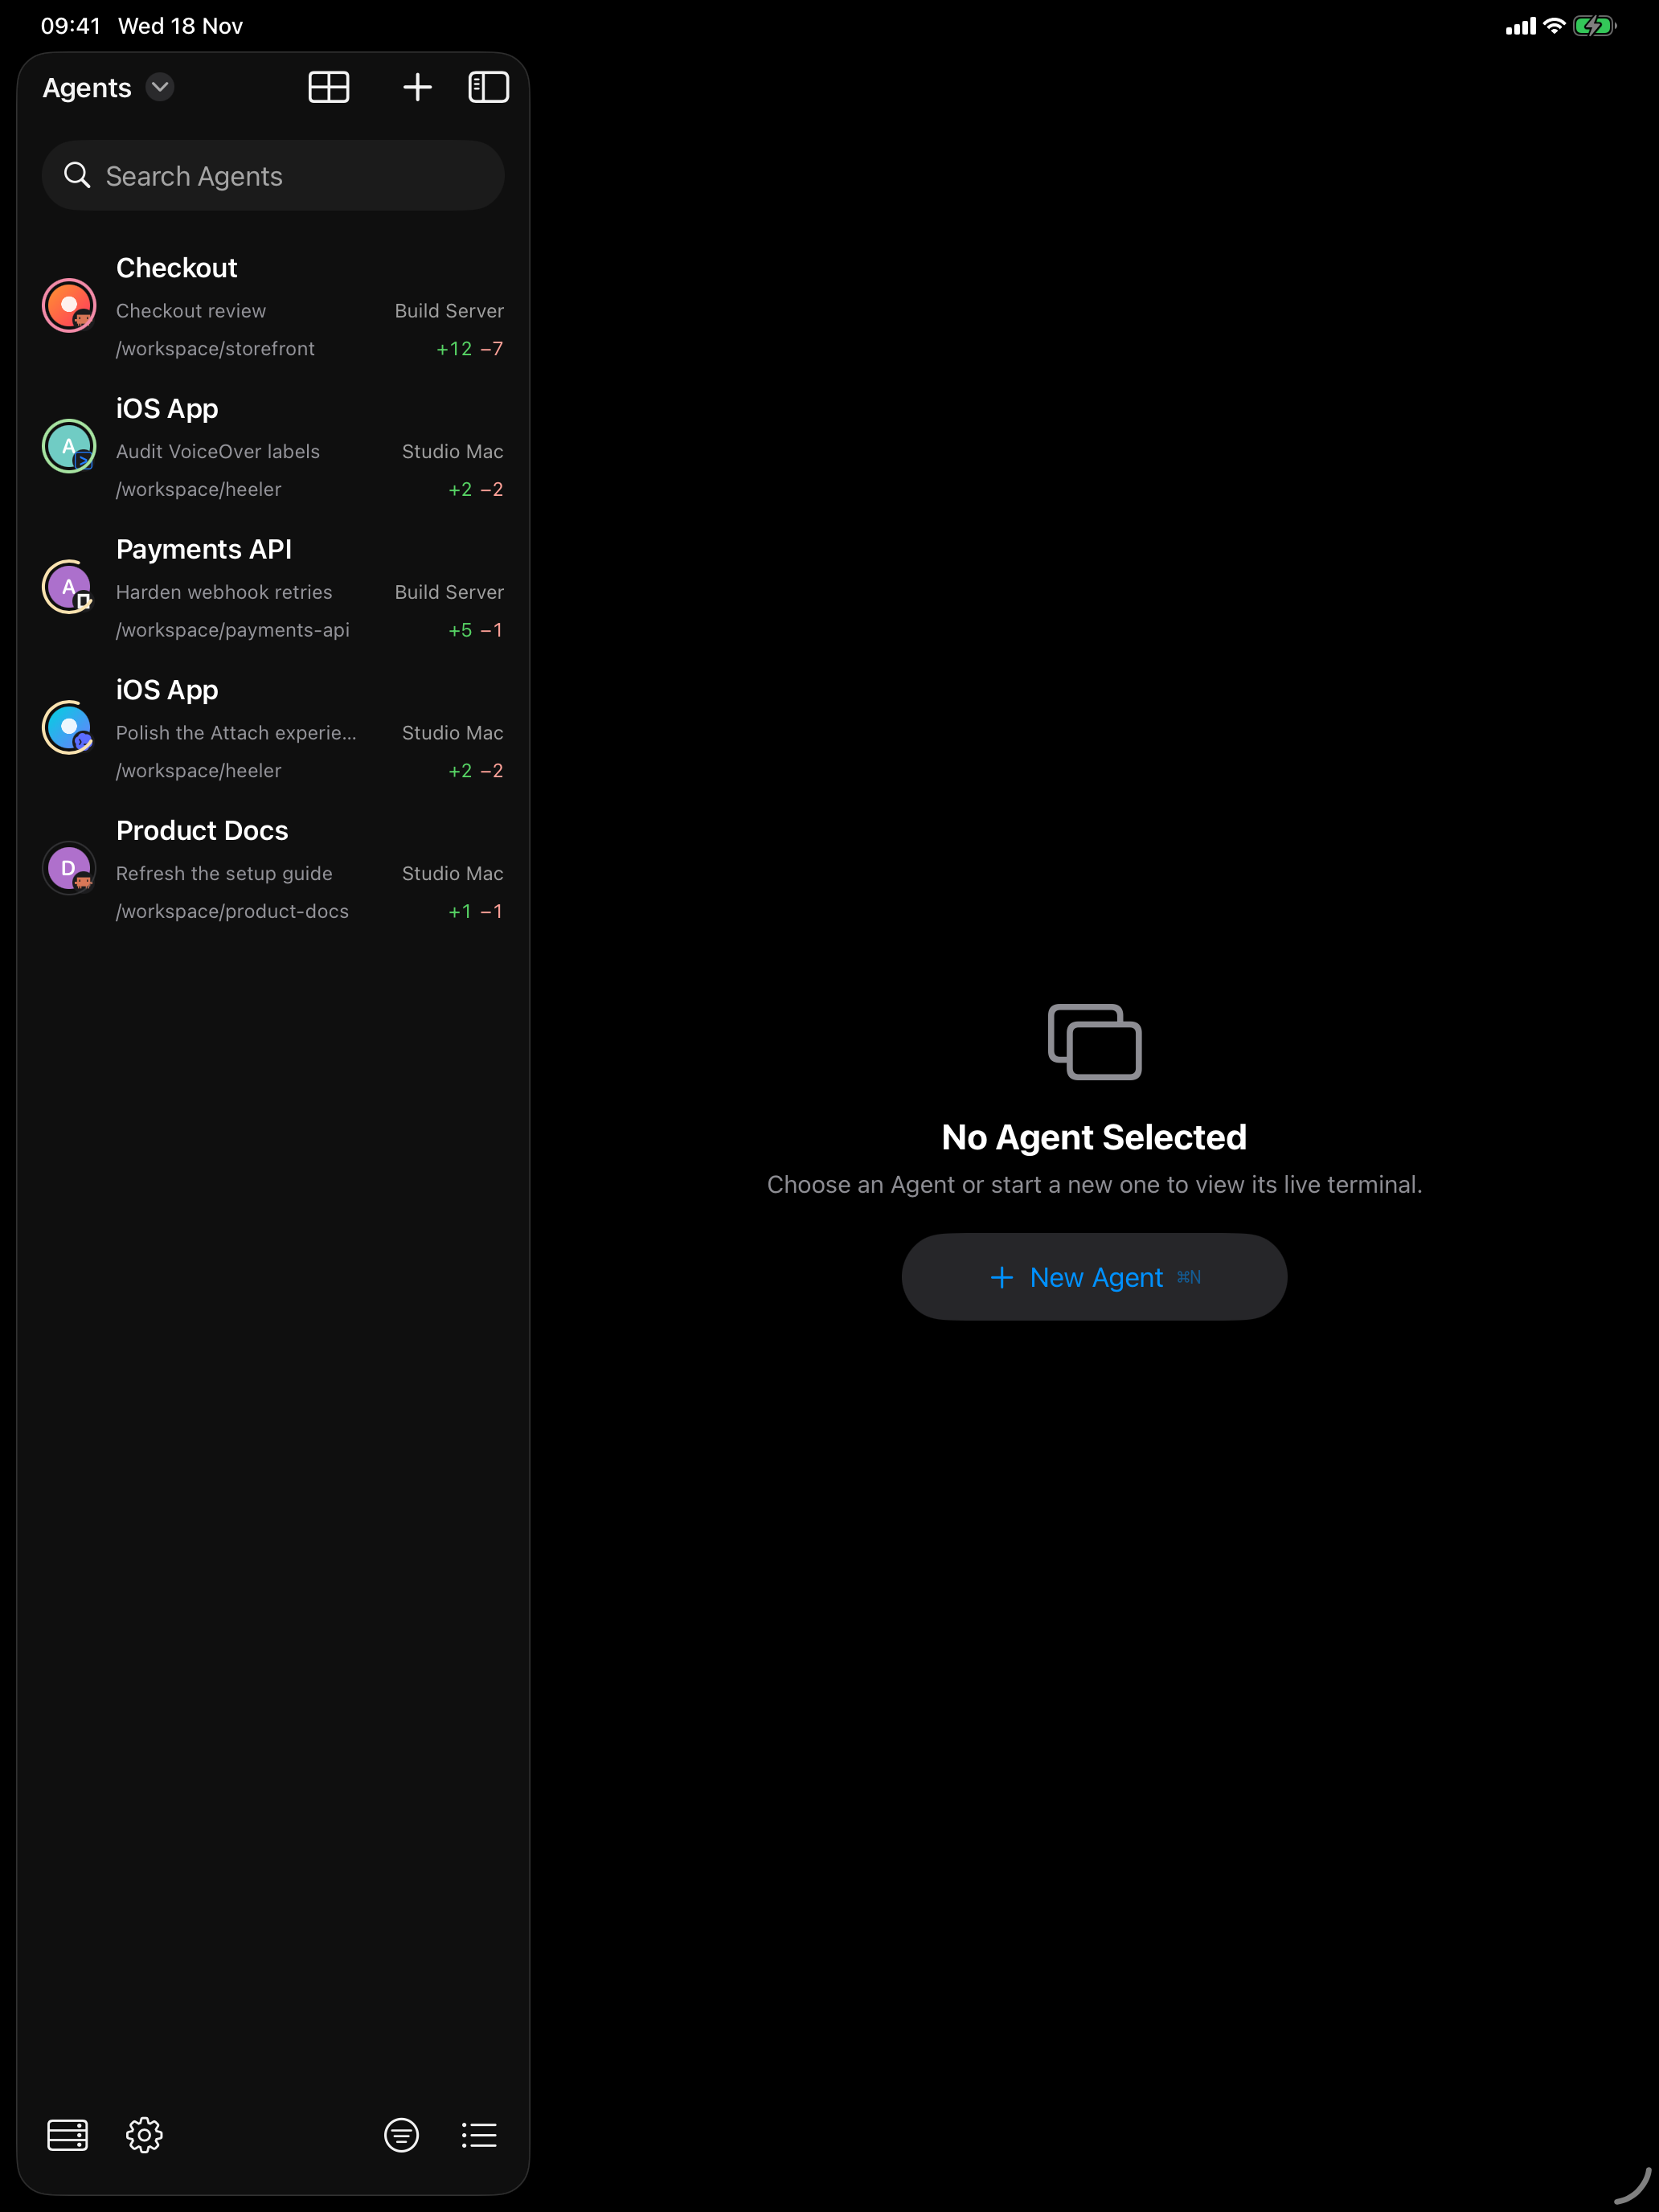 09:41 Wed 18 Nov
Agents
Search Agents
Checkout
Checkout review Build Server
/workspace/storefront +12 −7
iOS App
A
Audit VoiceOver labels Studio Mac
/workspace/heeler +2 −2
Payments API
A
Harden webhook retries Build Server
/workspace/payments-api +5 −1
iOS App
Polish the Attach experie... Studio Mac
/workspace/heeler +2 −2
Product Docs
D
Refresh the setup guide Studio Mac
/workspace/product-docs +1 −1
No Agent Selected
Choose an Agent or start a new one to view its live terminal.
+ New Agent ⌘N